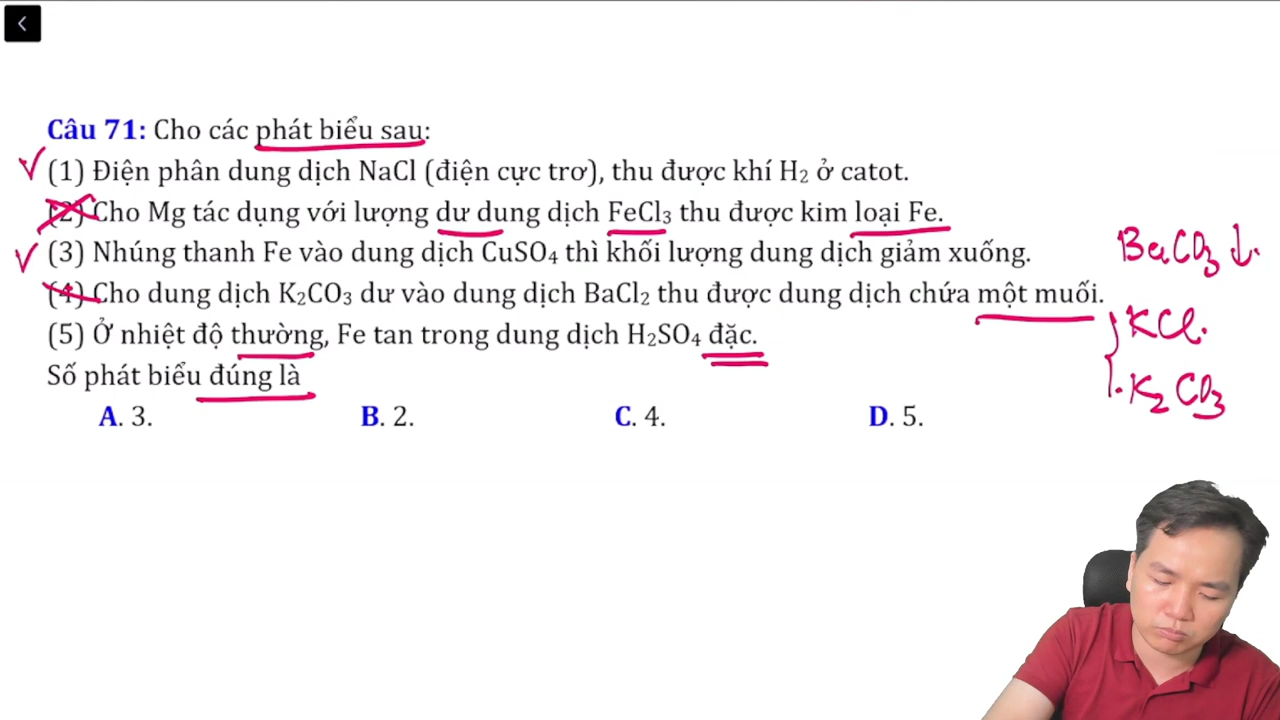 Câu 71: Cho các phát biểu sau:
(1) Điện phân dung dịch NaCl (điện cực trơ), thu được khí H₂ ở catot.
(2) Cho Mg tác dụng với lượng dư dung dịch FeCl₃ thu được kim loại Fe.
(3) Nhúng thanh Fe vào dung dịch CuSO₄ thì khối lượng dung dịch giảm xuống.
BaCO₃ ↓
(4) Cho dung dịch K₂CO₃ dư vào dung dịch BaCl₂ thu được dung dịch chứa một muối.
KCl
(5) Ở nhiệt độ thường, Fe tan trong dung dịch H₂SO₄ đặc.
Số phát biểu đúng là
K₂CO₃
A. 3. B. 2. C. 4. D. 5.